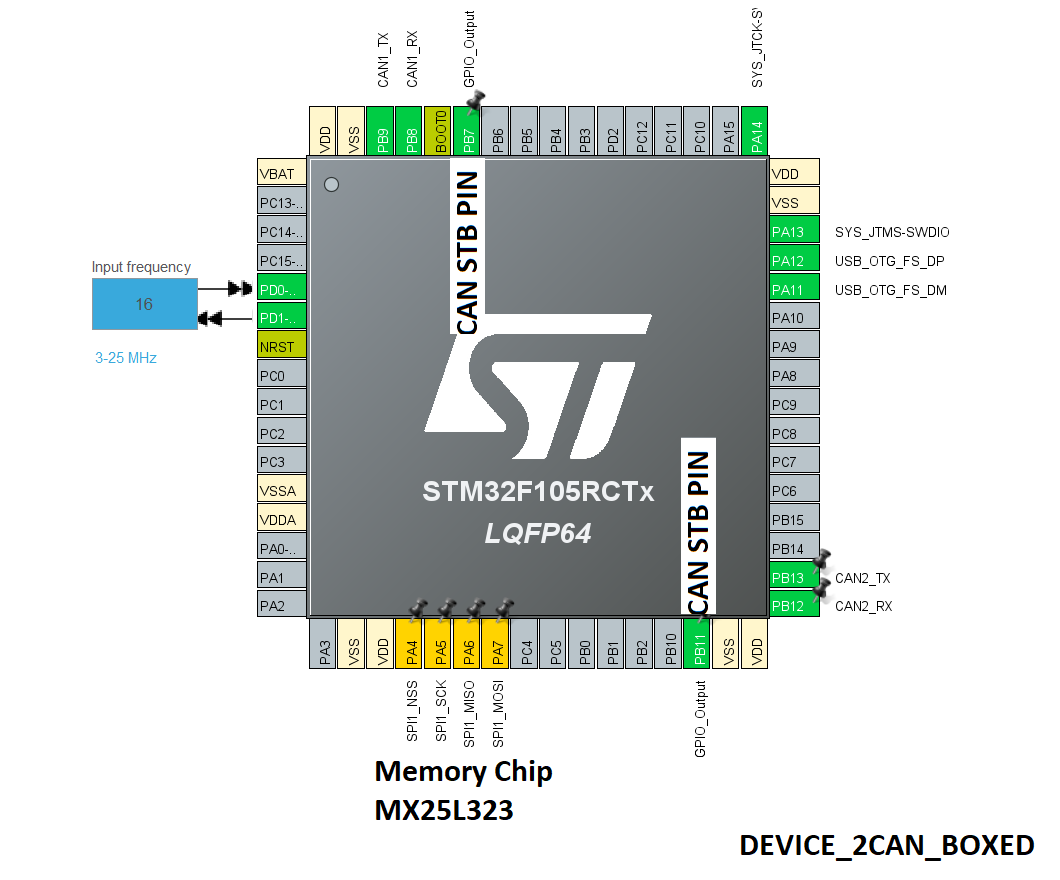 CAN1_TX
CAN1_RX
GPIO_Output
SYS_JTCK-SW
VDD
VSS
PB9
PB8
BOOT0
PB7
PB6
PB5
PB4
PB3
PD2
PC12
PC11
PC10
PA15
PA14
VBAT
PC13-..
PC14-..
PC15-..
PD0-..
PD1-..
NRST
PC0
PC1
PC2
PC3
VSSA
VDDA
PA0-..
PA1
PA2
Input frequency
16
3-25 MHz
CAN STB PIN
ST
STM32F105RCTx
LQFP64
CAN STB PIN
VDD
VSS
PA13 SYS_JTMS-SWDIO
PA12 USB_OTG_FS_DP
PA11 USB_OTG_FS_DM
PA10
PA9
PA8
PC9
PC8
PC7
PC6
PB15
PB14
PB13 CAN2_TX
PB12 CAN2_RX
PA3
VSS
VDD
PA4
PA5
PA6
PA7
PC4
PC5
PB0
PB1
PB2
PB10
PB11
VSS
VDD
SPI1_NSS
SPI1_SCK
SPI1_MISO
SPI1_MOSI
GPIO_Output
Memory Chip
MX25L323
DEVICE_2CAN_BOXED